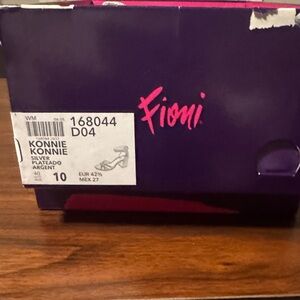 Fioni
WM
168044
D04
KONNIE
KONNIE
SILVER
PLATEADO
ARGENT
10
EUR 42½
MEX 27